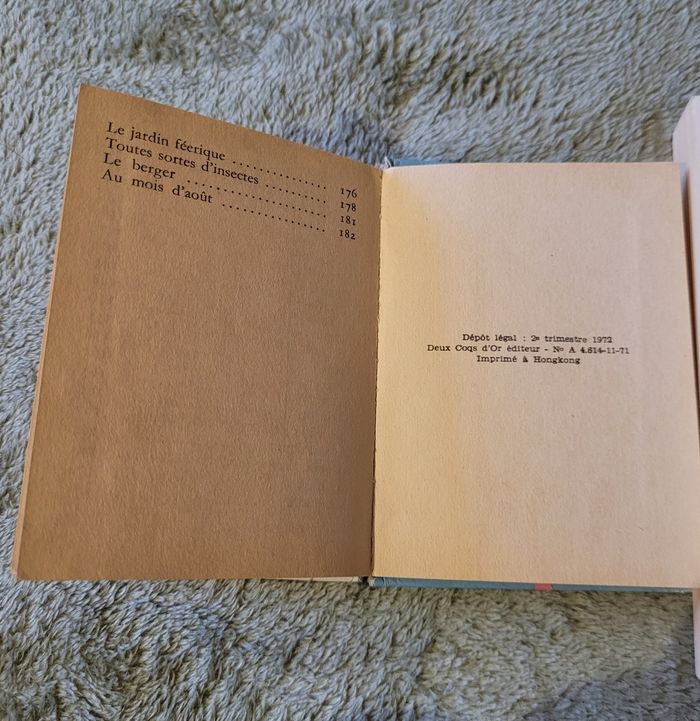 Le jardin féerique ................ 176
Toutes sortes d'insectes .......... 178
Le berger ....................... 181
Au mois d'août ................. 182
Dépôt légal : 2e trimestre 1972
Deux Coqs d'Or éditeur - No A 4.614-11-71
Imprimé à Hongkong